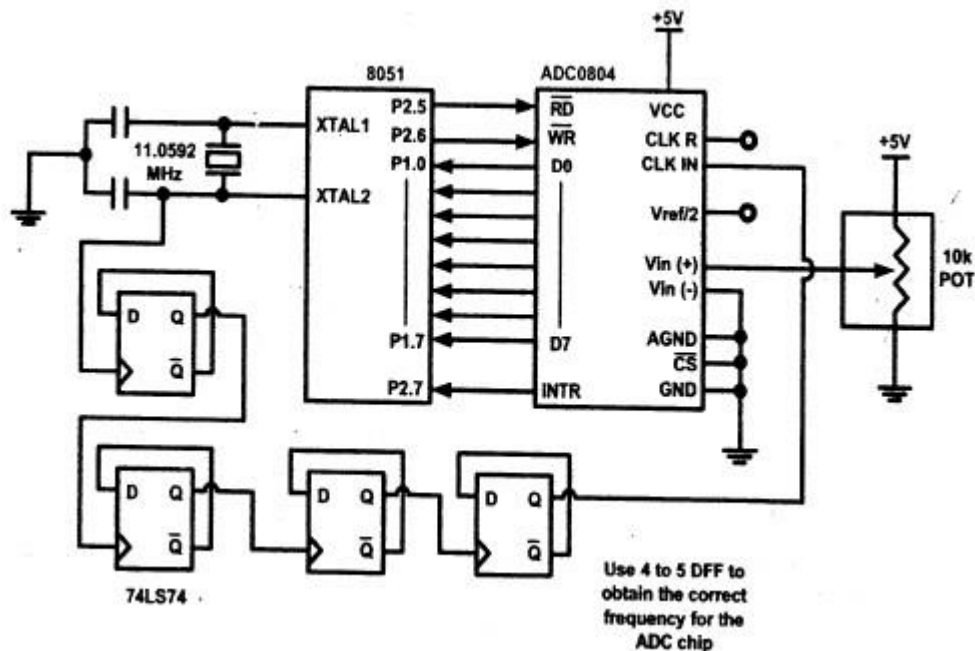 +5V
8051
ADC0804
XTAL1
XTAL2
11.0592
MHz
P2.5
P2.6
P1.0
P1.7
P2.7
RD
WR
D0
D7
INTR
VCC
CLK R
CLK IN
Vref/2
Vin (+)
Vin (-)
AGND
CS
GND
+5V
10k
POT
D Q
Q
D Q
Q
D Q
Q
D Q
Q
74LS74
Use 4 to 5 DFF to
obtain the correct
frequency for the
ADC chip